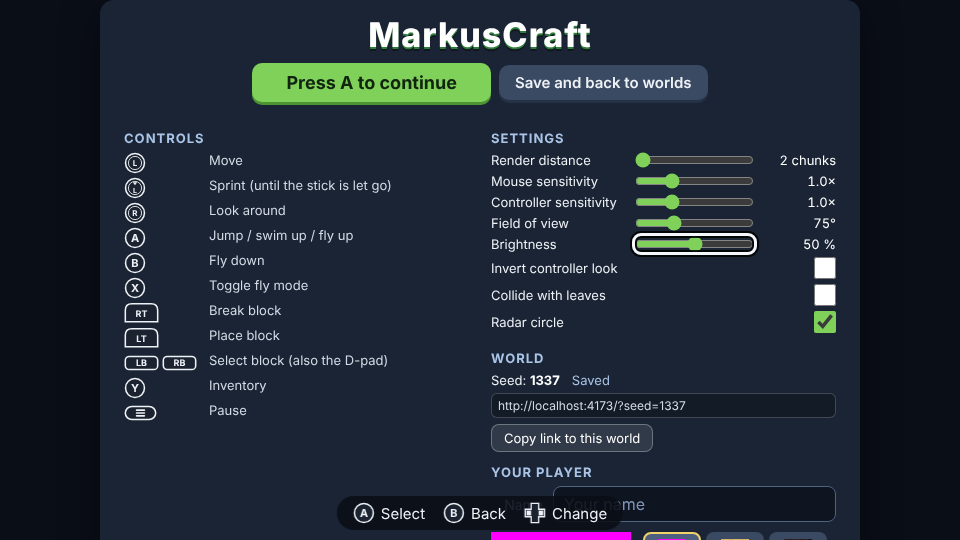 MarkusCraft
Press A to continue
Save and back to worlds
CONTROLS
L Move
L Sprint (until the stick is let go)
R Look around
A Jump / swim up / fly up
B Fly down
X Toggle fly mode
RT Break block
LT Place block
LB RB Select block (also the D-pad)
Y Inventory
Pause
SETTINGS
Render distance 2 chunks
Mouse sensitivity 1.0×
Controller sensitivity 1.0×
Field of view 75°
Brightness 50 %
Invert controller look
Collide with leaves
Radar circle
WORLD
Seed: 1337 Saved
http://localhost:4173/?seed=1337
Copy link to this world
YOUR PLAYER
Name Your name
A Select B Back Change